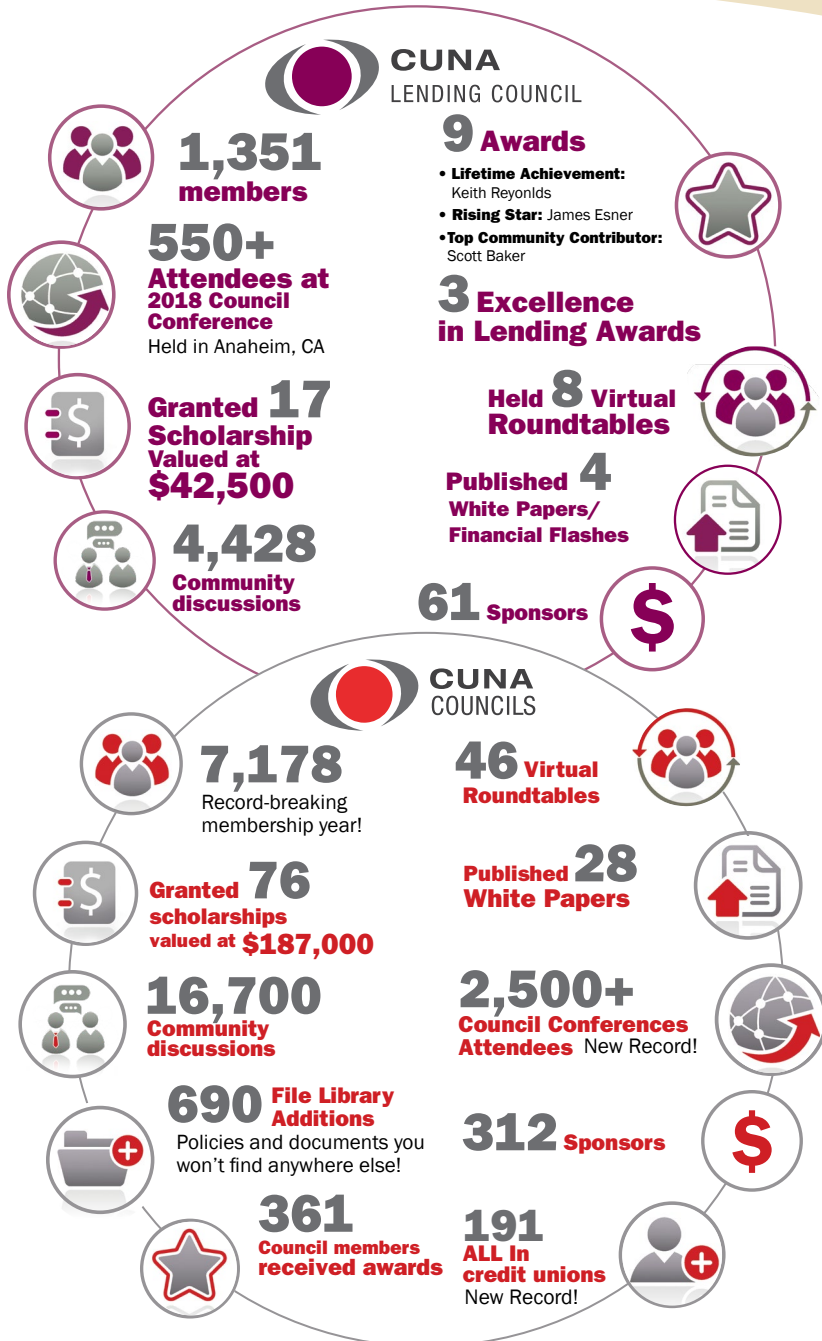 CUNA
LENDING COUNCIL
1,351
members
550+
Attendees at
2018 Council
Conference
Held in Anaheim, CA
Granted 17
Scholarship
Valued at
$42,500
4,428
Community
discussions
9 Awards
• Lifetime Achievement:
Keith Reyonlds
• Rising Star: James Esner
•Top Community Contributor:
Scott Baker
3 Excellence
in Lending Awards
Held 8 Virtual
Roundtables
Published 4
White Papers/
Financial Flashes
61 Sponsors
$
$
CUNA
COUNCILS
7,178
Record-breaking
membership year!
Granted 76
scholarships
valued at $187,000
16,700
Community
discussions
690 File Library
Additions
Policies and documents you
won't find anywhere else!
361
Council members
received awards
46 Virtual
Roundtables
Published 28
White Papers
2,500+
Council Conferences
Attendees New Record!
312 Sponsors
191
ALL In
credit unions
New Record!
$
$